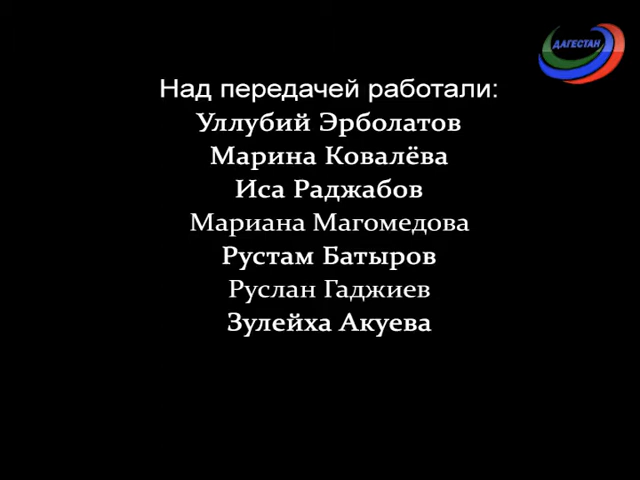 ДАГЕСТАН
Над передачей работали:
Уллубий Эрболатов
Марина Ковалёва
Иса Раджабов
Мариана Магомедова
Рустам Батыров
Руслан Гаджиев
Зулейха Акуева